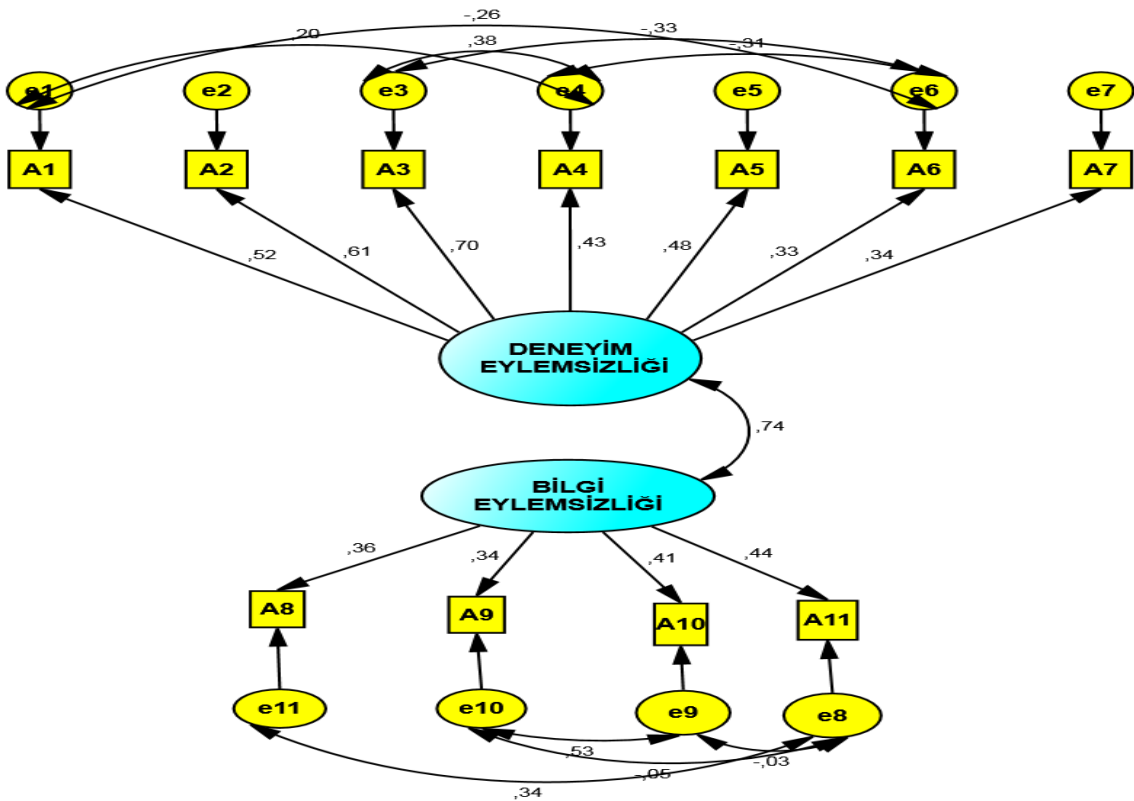 -,26
,20
-,33
,38
-,31
e1
e2
e3
e4
e5
e6
e7
A1
A2
A3
A4
A5
A6
A7
,52
,61
,70
,43
,48
,33
,34
DENEYİM
EYLEMSİZLİĞİ
,74
BİLGİ
EYLEMSİZLİĞİ
,36
,34
,41
,44
A8
A9
A10
A11
e11
e10
e9
e8
,53
-,05
-,03
,34